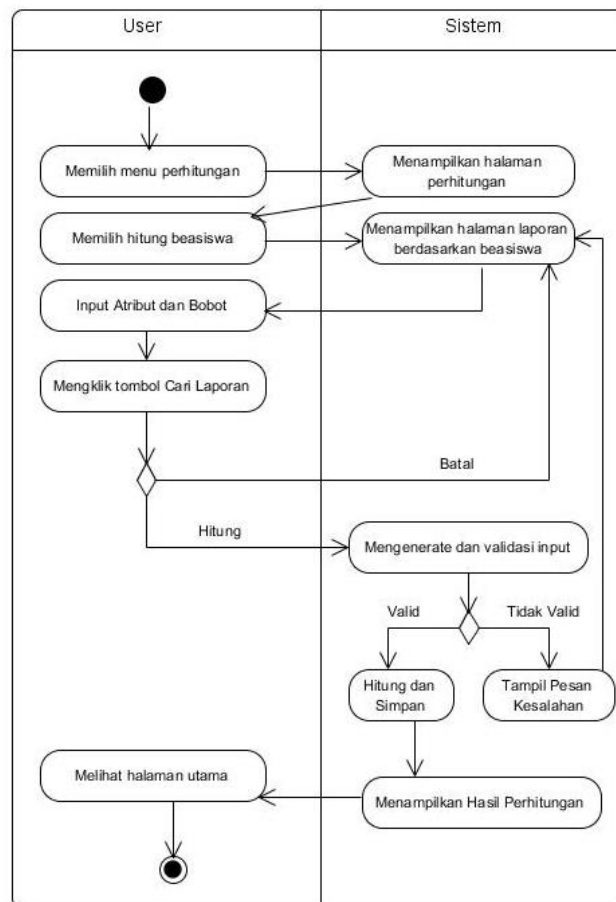 User
Sistem
Memilih menu perhitungan
Menampilkan halaman
perhitungan
Memilih hitung beasiswa
Menampilkan halaman laporan
berdasarkan beasiswa
Input Atribut dan Bobot
Mengklik tombol Cari Laporan
Batal
Hitung
Mengenerate dan validasi input
Valid
Tidak Valid
Hitung dan
Simpan
Tampil Pesan
Kesalahan
Melihat halaman utama
Menampilkan Hasil Perhitungan